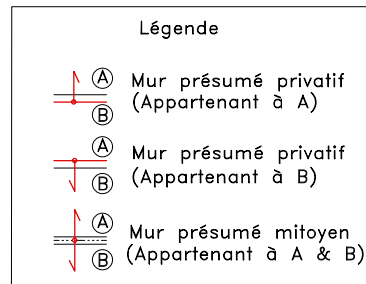 Légende
A
B
Mur présumé privatif
(Appartenant à A)
A
B
Mur présumé privatif
(Appartenant à B)
A
B
Mur présumé mitoyen
(Appartenant à A & B)